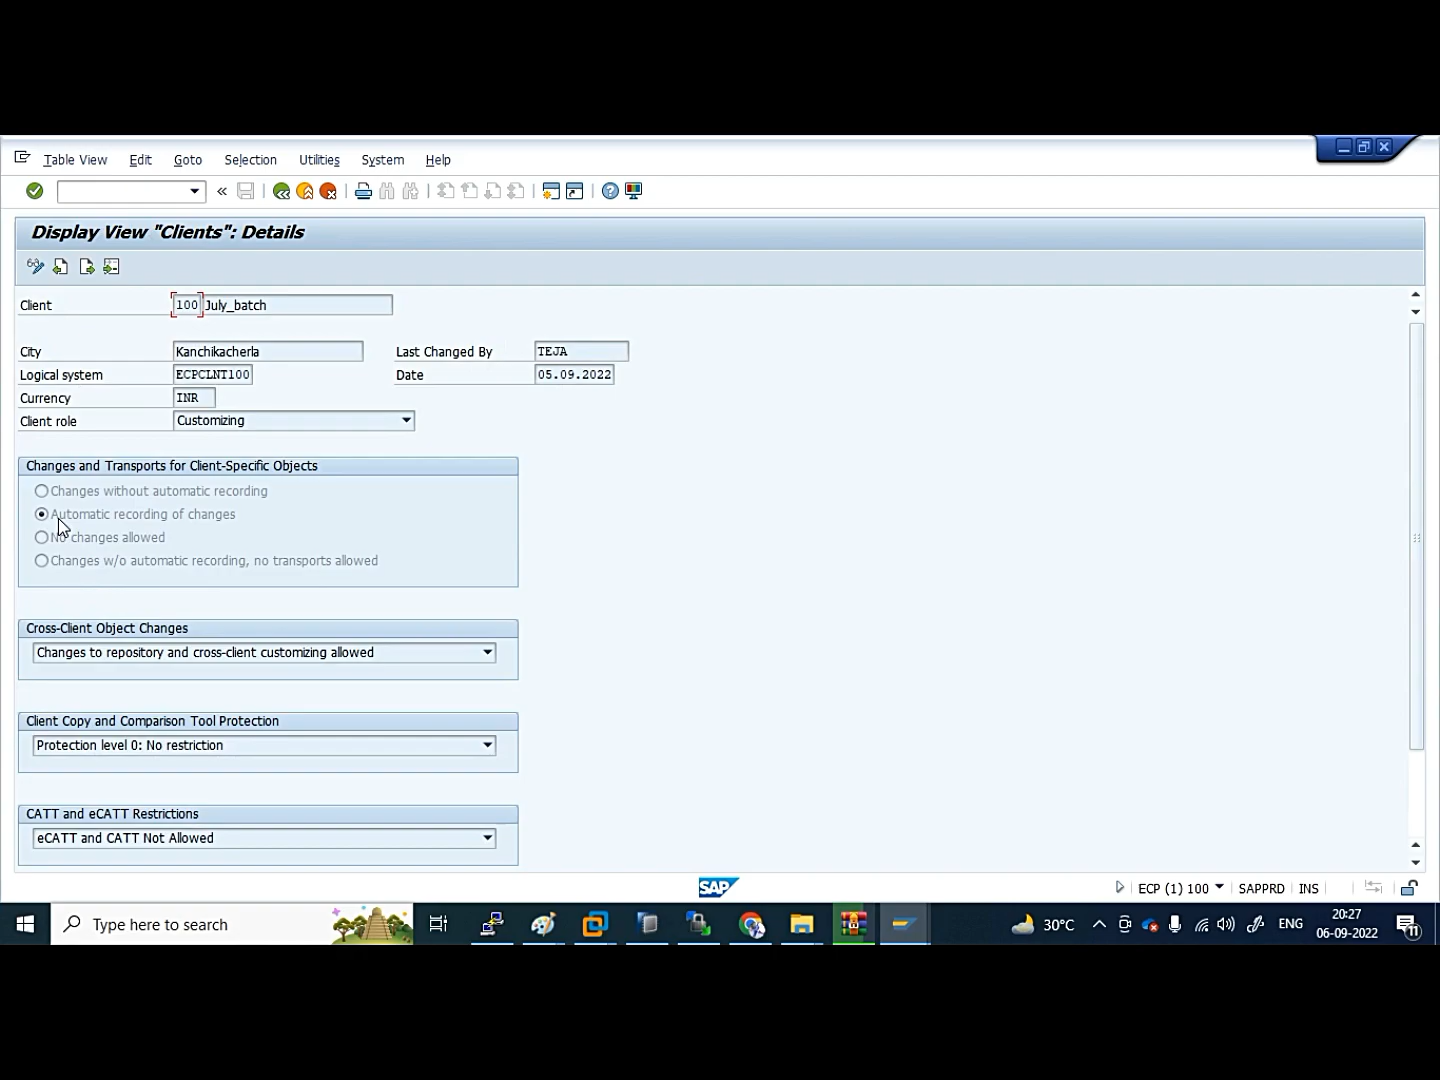 Table View Edit Goto Selection Utilities System Help
Display View "Clients": Details
Client 100 July_batch
City Kanchikacherla Last Changed By TEJA
Logical system ECPCLNT100 Date 05.09.2022
Currency INR
Client role Customizing
Changes and Transports for Client-Specific Objects
Changes without automatic recording
Automatic recording of changes
No changes allowed
Changes w/o automatic recording, no transports allowed
Cross-Client Object Changes
Changes to repository and cross-client customizing allowed
Client Copy and Comparison Tool Protection
Protection level 0: No restriction
CATT and eCATT Restrictions
eCATT and CATT Not Allowed
SAP ECP (1) 100 SAPPRD INS
Type here to search 30°C ENG 20:27
06-09-2022 11